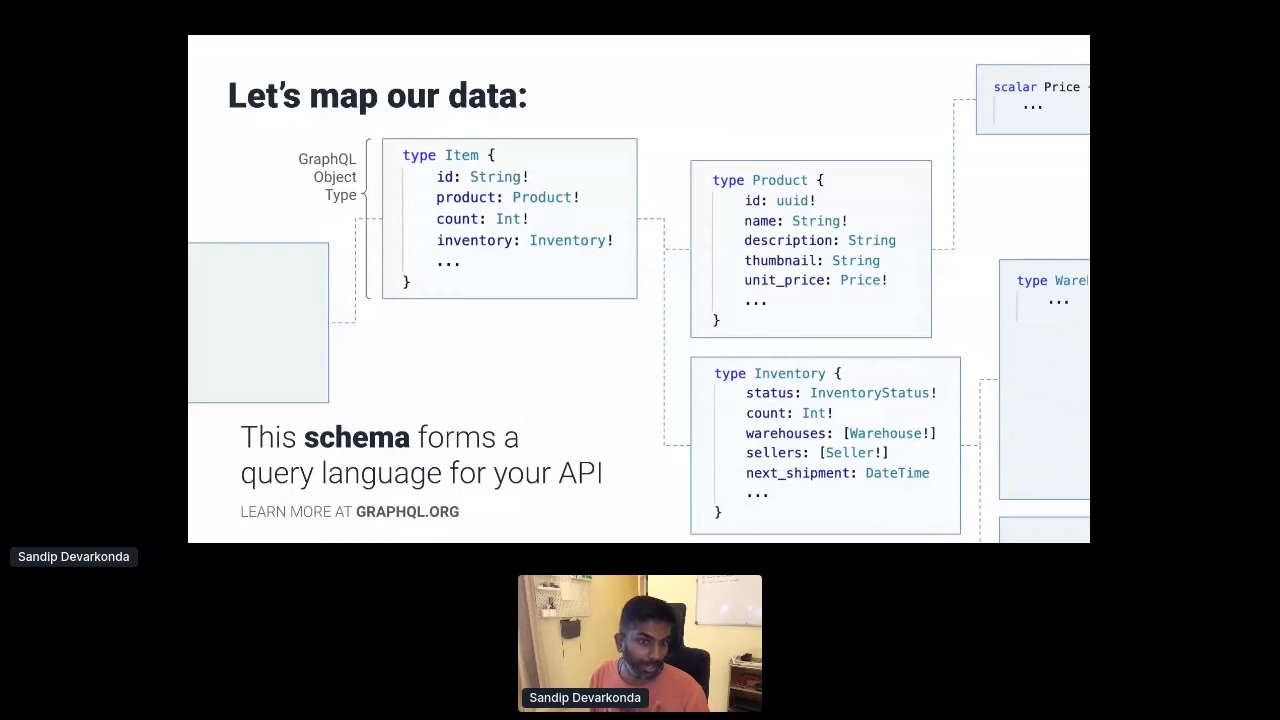 Let's map our data:
GraphQL
Object
Type
type Item {
id: String!
product: Product!
count: Int!
inventory: Inventory!
...
}
type Product {
id: uuid!
name: String!
description: String
thumbnail: String
unit_price: Price!
...
}
type Inventory {
status: InventoryStatus!
count: Int!
warehouses: [Warehouse!]
sellers: [Seller!]
next_shipment: DateTime
...
}
scalar Price
...
type Wareh
...
This schema forms a
query language for your API
LEARN MORE AT GRAPHQL.ORG
Sandip Devarkonda
Sandip Devarkonda